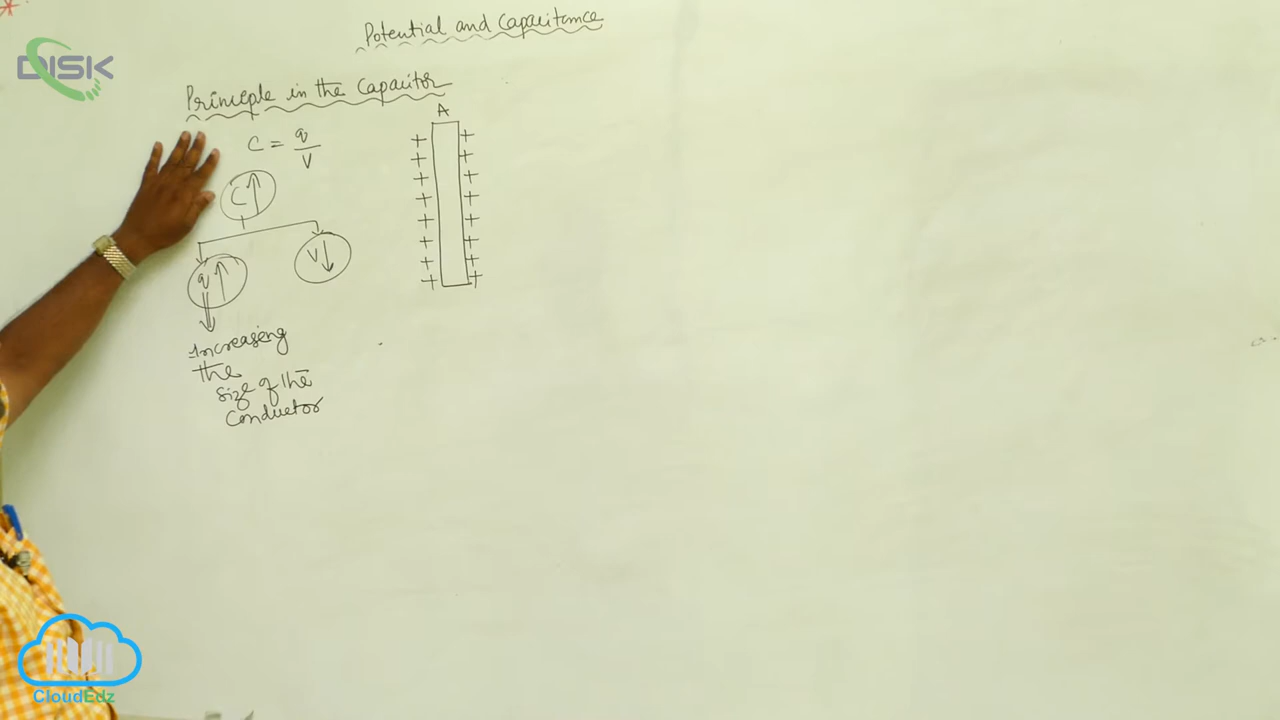 Potential and Capacitance
DISK
Principle in the Capacitor
A
C = q
V
C ↑
q ↑
V ↓
Increasing
the
size of the
conductor
+ +
+ +
+ +
+ +
+ +
+ +
+ +
+ +
CloudEdz